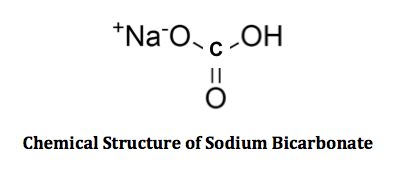 ⁺Na⁻O C OH
O
Chemical Structure of Sodium Bicarbonate